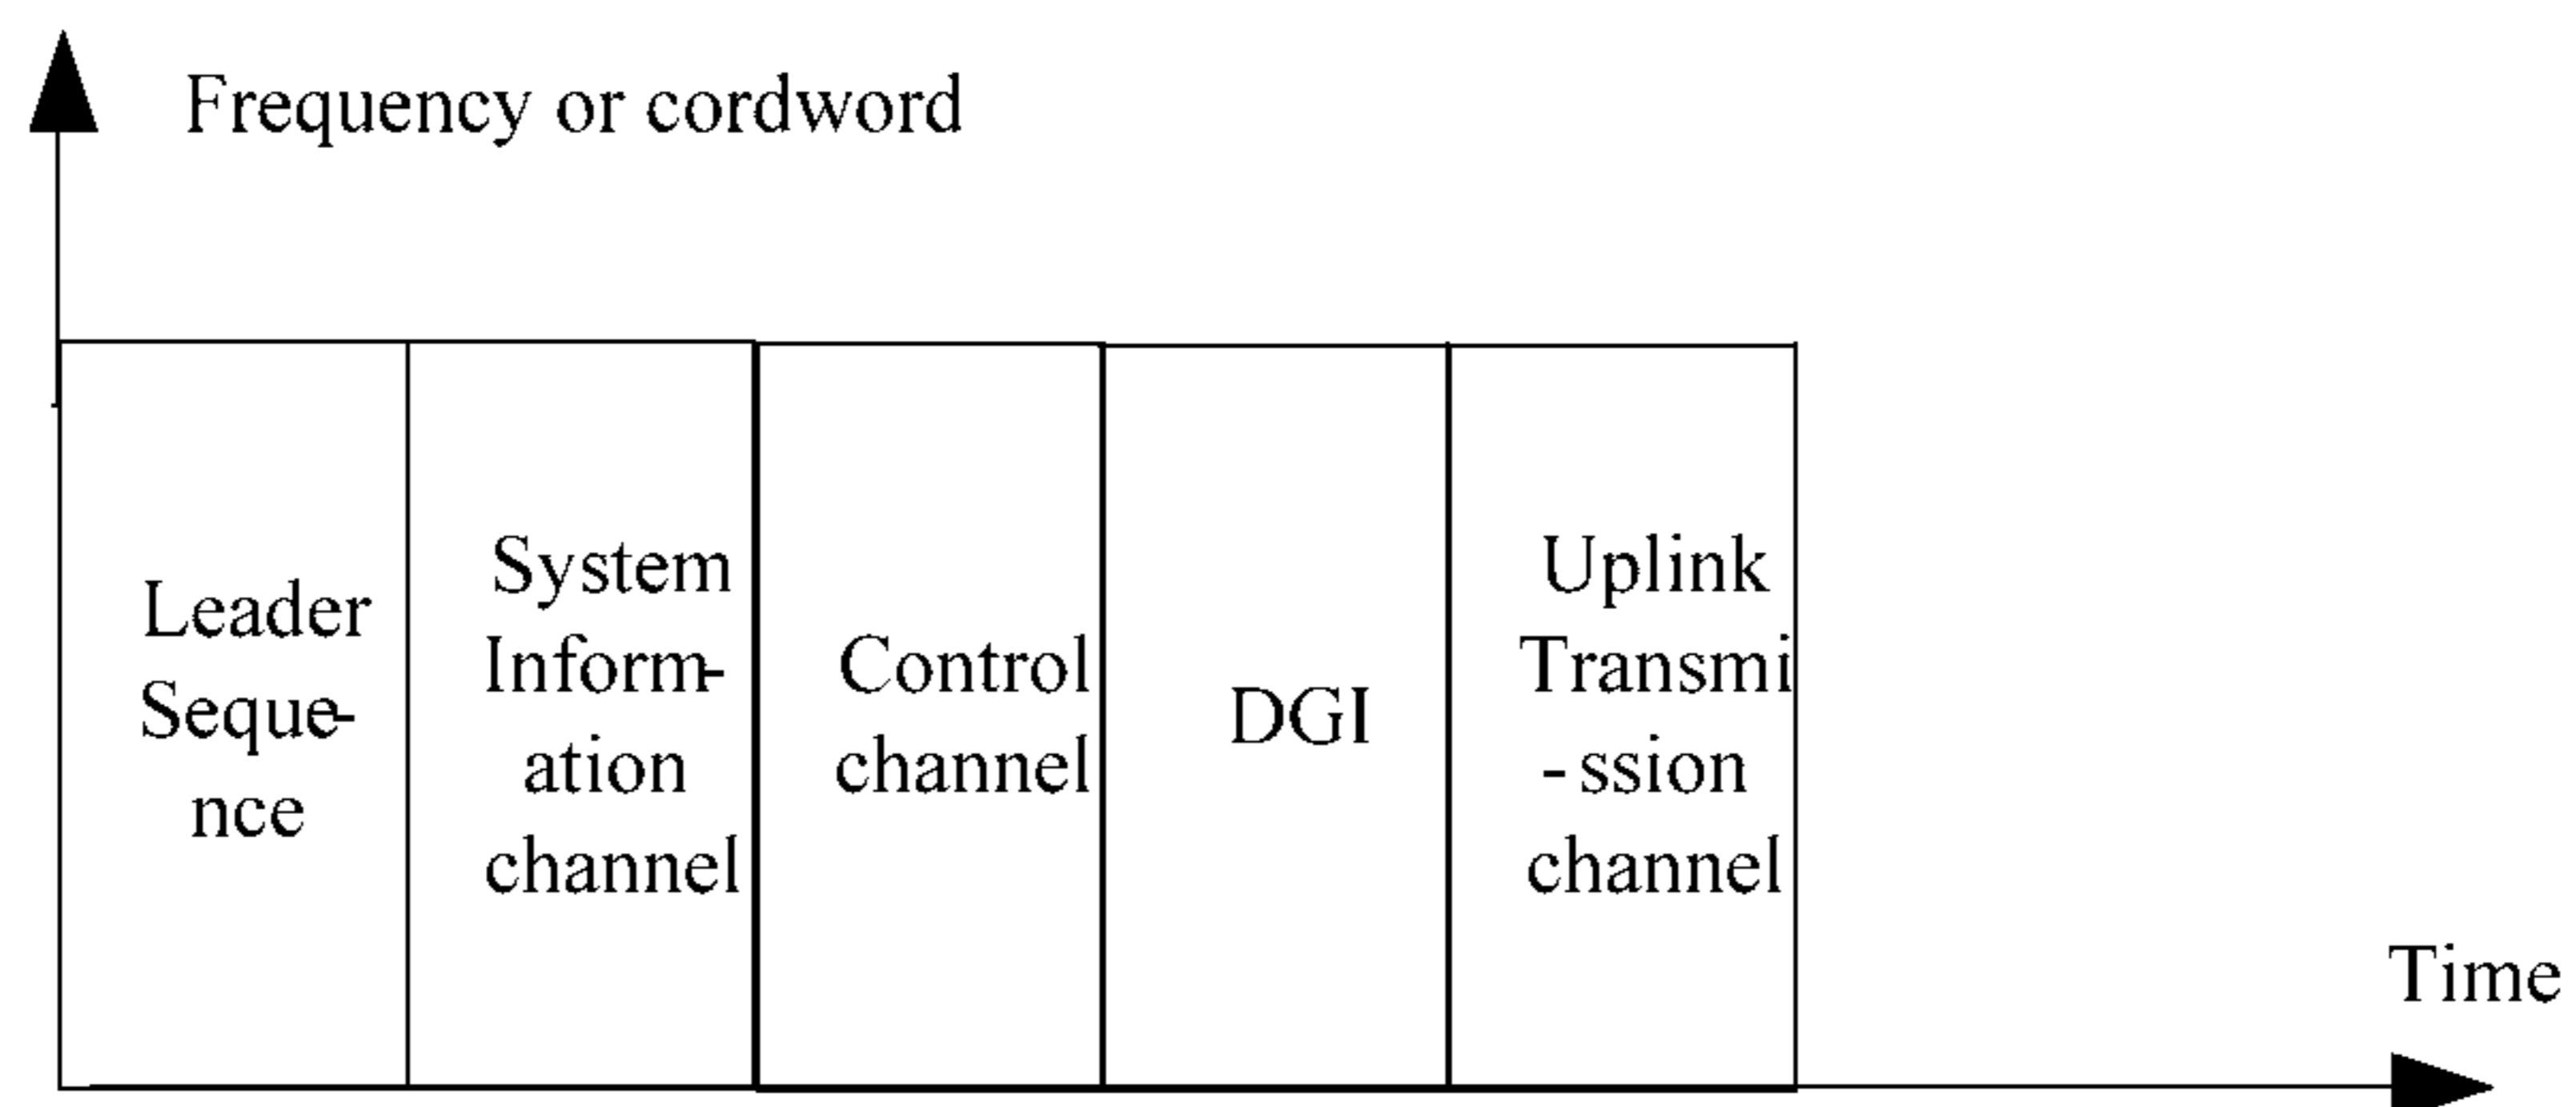 Frequency or cordword
Leader
Seque-
nce
System
Inform-
ation
channel
Control
channel
DGI
Uplink
Transmi
-ssion
channel
Time